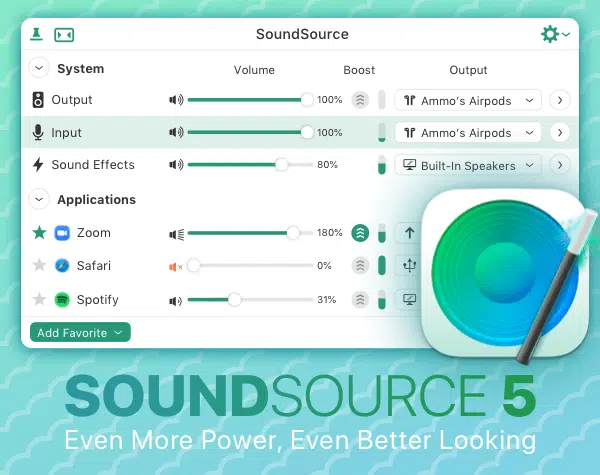 SoundSource
System Volume Boost Output
Output 100% Ammo's Airpods
Input 100% Ammo's Airpods
Sound Effects 80% Built-In Speakers
Applications
Zoom 180%
Safari 0%
Spotify 31%
Add Favorite
SOUNDSOURCE 5
Even More Power, Even Better Looking